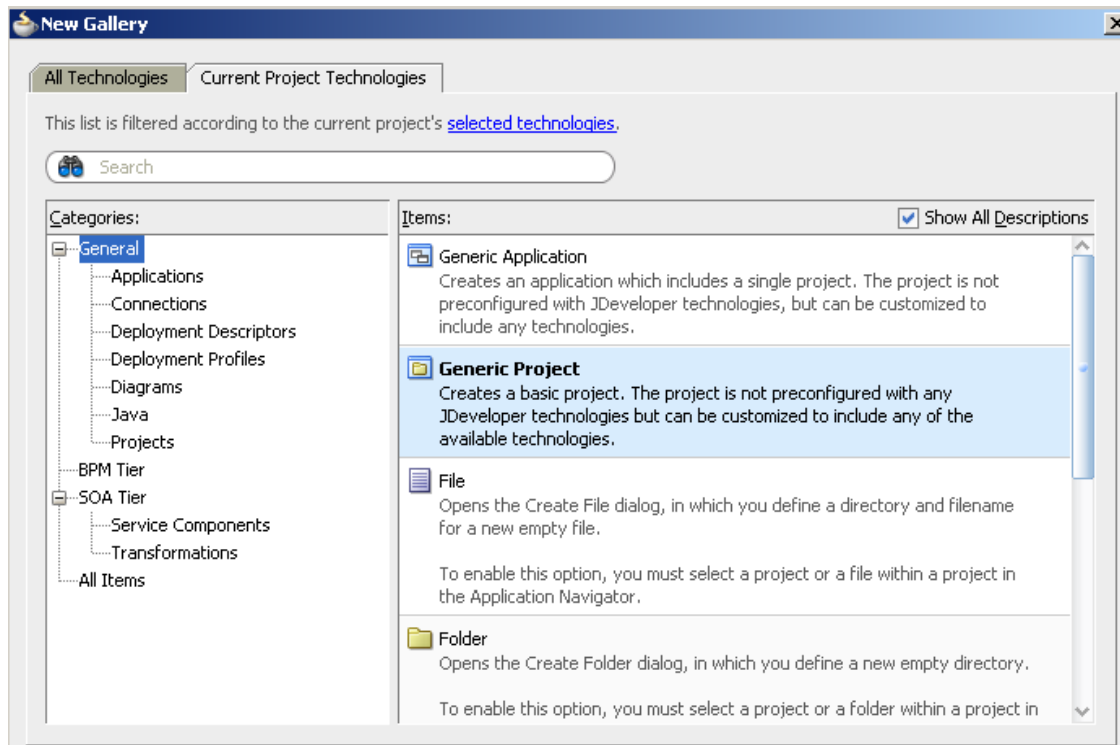 New Gallery
All Technologies
Current Project Technologies
This list is filtered according to the current project's selected technologies.
Search
Categories:
General
Applications
Connections
Deployment Descriptors
Deployment Profiles
Diagrams
Java
Projects
BPM Tier
SOA Tier
Service Components
Transformations
All Items
Items:
Show All Descriptions
Generic Application
Creates an application which includes a single project. The project is not
preconfigured with JDeveloper technologies, but can be customized to
include any technologies.
Generic Project
Creates a basic project. The project is not preconfigured with any
JDeveloper technologies but can be customized to include any of the
available technologies.
File
Opens the Create File dialog, in which you define a directory and filename
for a new empty file.
To enable this option, you must select a project or a file within a project in
the Application Navigator.
Folder
Opens the Create Folder dialog, in which you define a new empty directory.
To enable this option, you must select a project or a folder within a project in